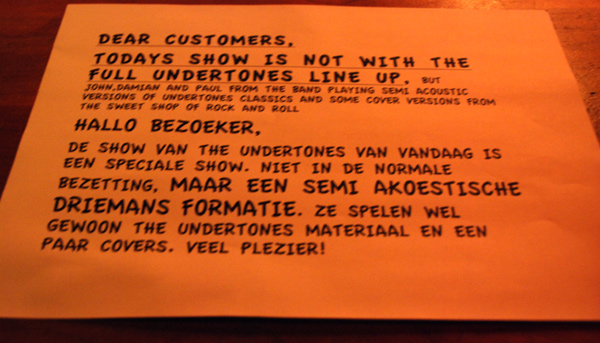 DEAR CUSTOMERS,
TODAYS SHOW IS NOT WITH THE
FULL UNDERTONES LINE UP, BUT
JOHN,DAMIAN AND PAUL FROM THE BAND PLAYING SEMI ACOUSTIC
VERSIONS OF UNDERTONES CLASSICS AND SOME COVER VERSIONS FROM
THE SWEET SHOP OF ROCK AND ROLL
HALLO BEZOEKER,
DE SHOW VAN THE UNDERTONES VAN VANDAAG IS
EEN SPECIALE SHOW. NIET IN DE NORMALE
BEZETTING, MAAR EEN SEMI AKOESTISCHE
DRIEMANS FORMATIE. ZE SPELEN WEL
GEWOON THE UNDERTONES MATERIAAL EN EEN
PAAR COVERS. VEEL PLEZIER!